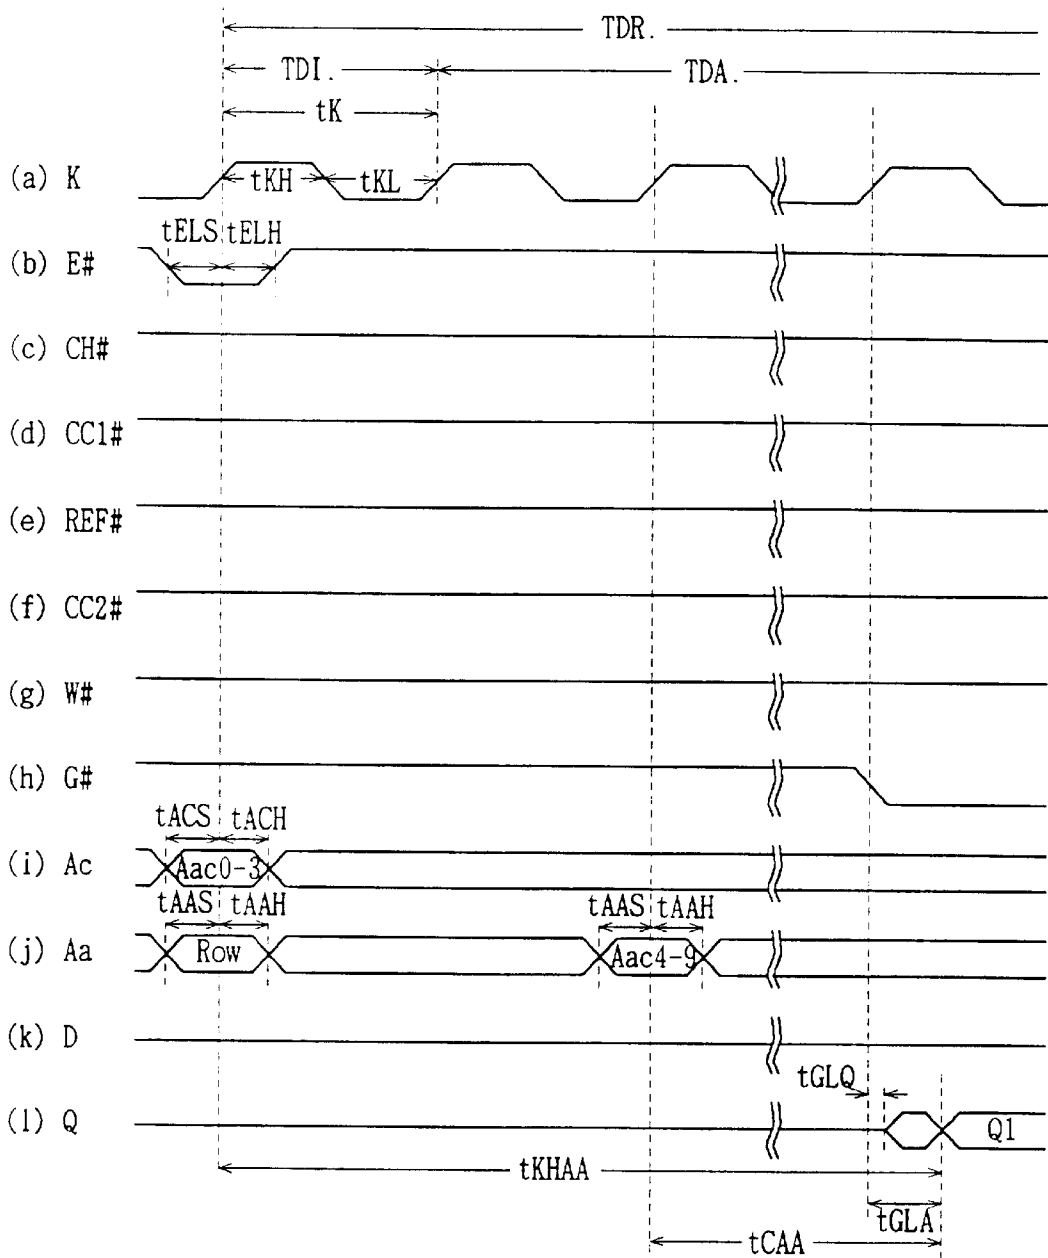 TDR.
TDI. TDA.
tK
(a) K tKH tKL
tELS tELH
(b) E#
(c) CH#
(d) CC1#
(e) REF#
(f) CC2#
(g) W#
(h) G#
tACS tACH
(i) Ac Aac0-3
tAAS tAAH tAAS tAAH
(j) Aa Row Aac4-9
(k) D
tGLQ
(l) Q Q1
tKHAA
tGLA
tCAA